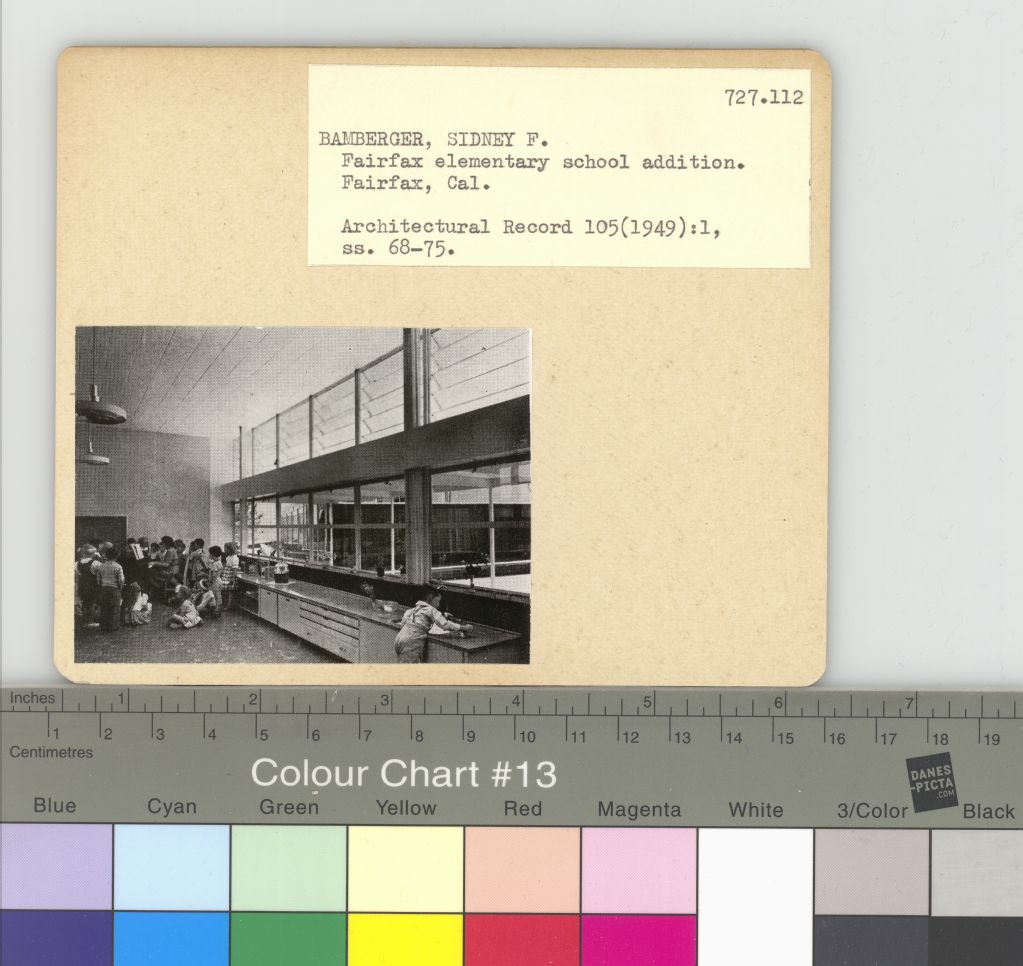 727.112
BAMBERGER, SIDNEY F.
Fairfax elementary school addition.
Fairfax, Cal.
Architectural Record 105(1949):1,
ss. 68-75.
Inches 1 2 3 4 5 6 7
1 2 3 4 5 6 7 8 9 10 11 12 13 14 15 16 17 18 19
Centimetres
Colour Chart #13
DANES
-PICTA
.COM
Blue Cyan Green Yellow Red Magenta White 3/Color Black